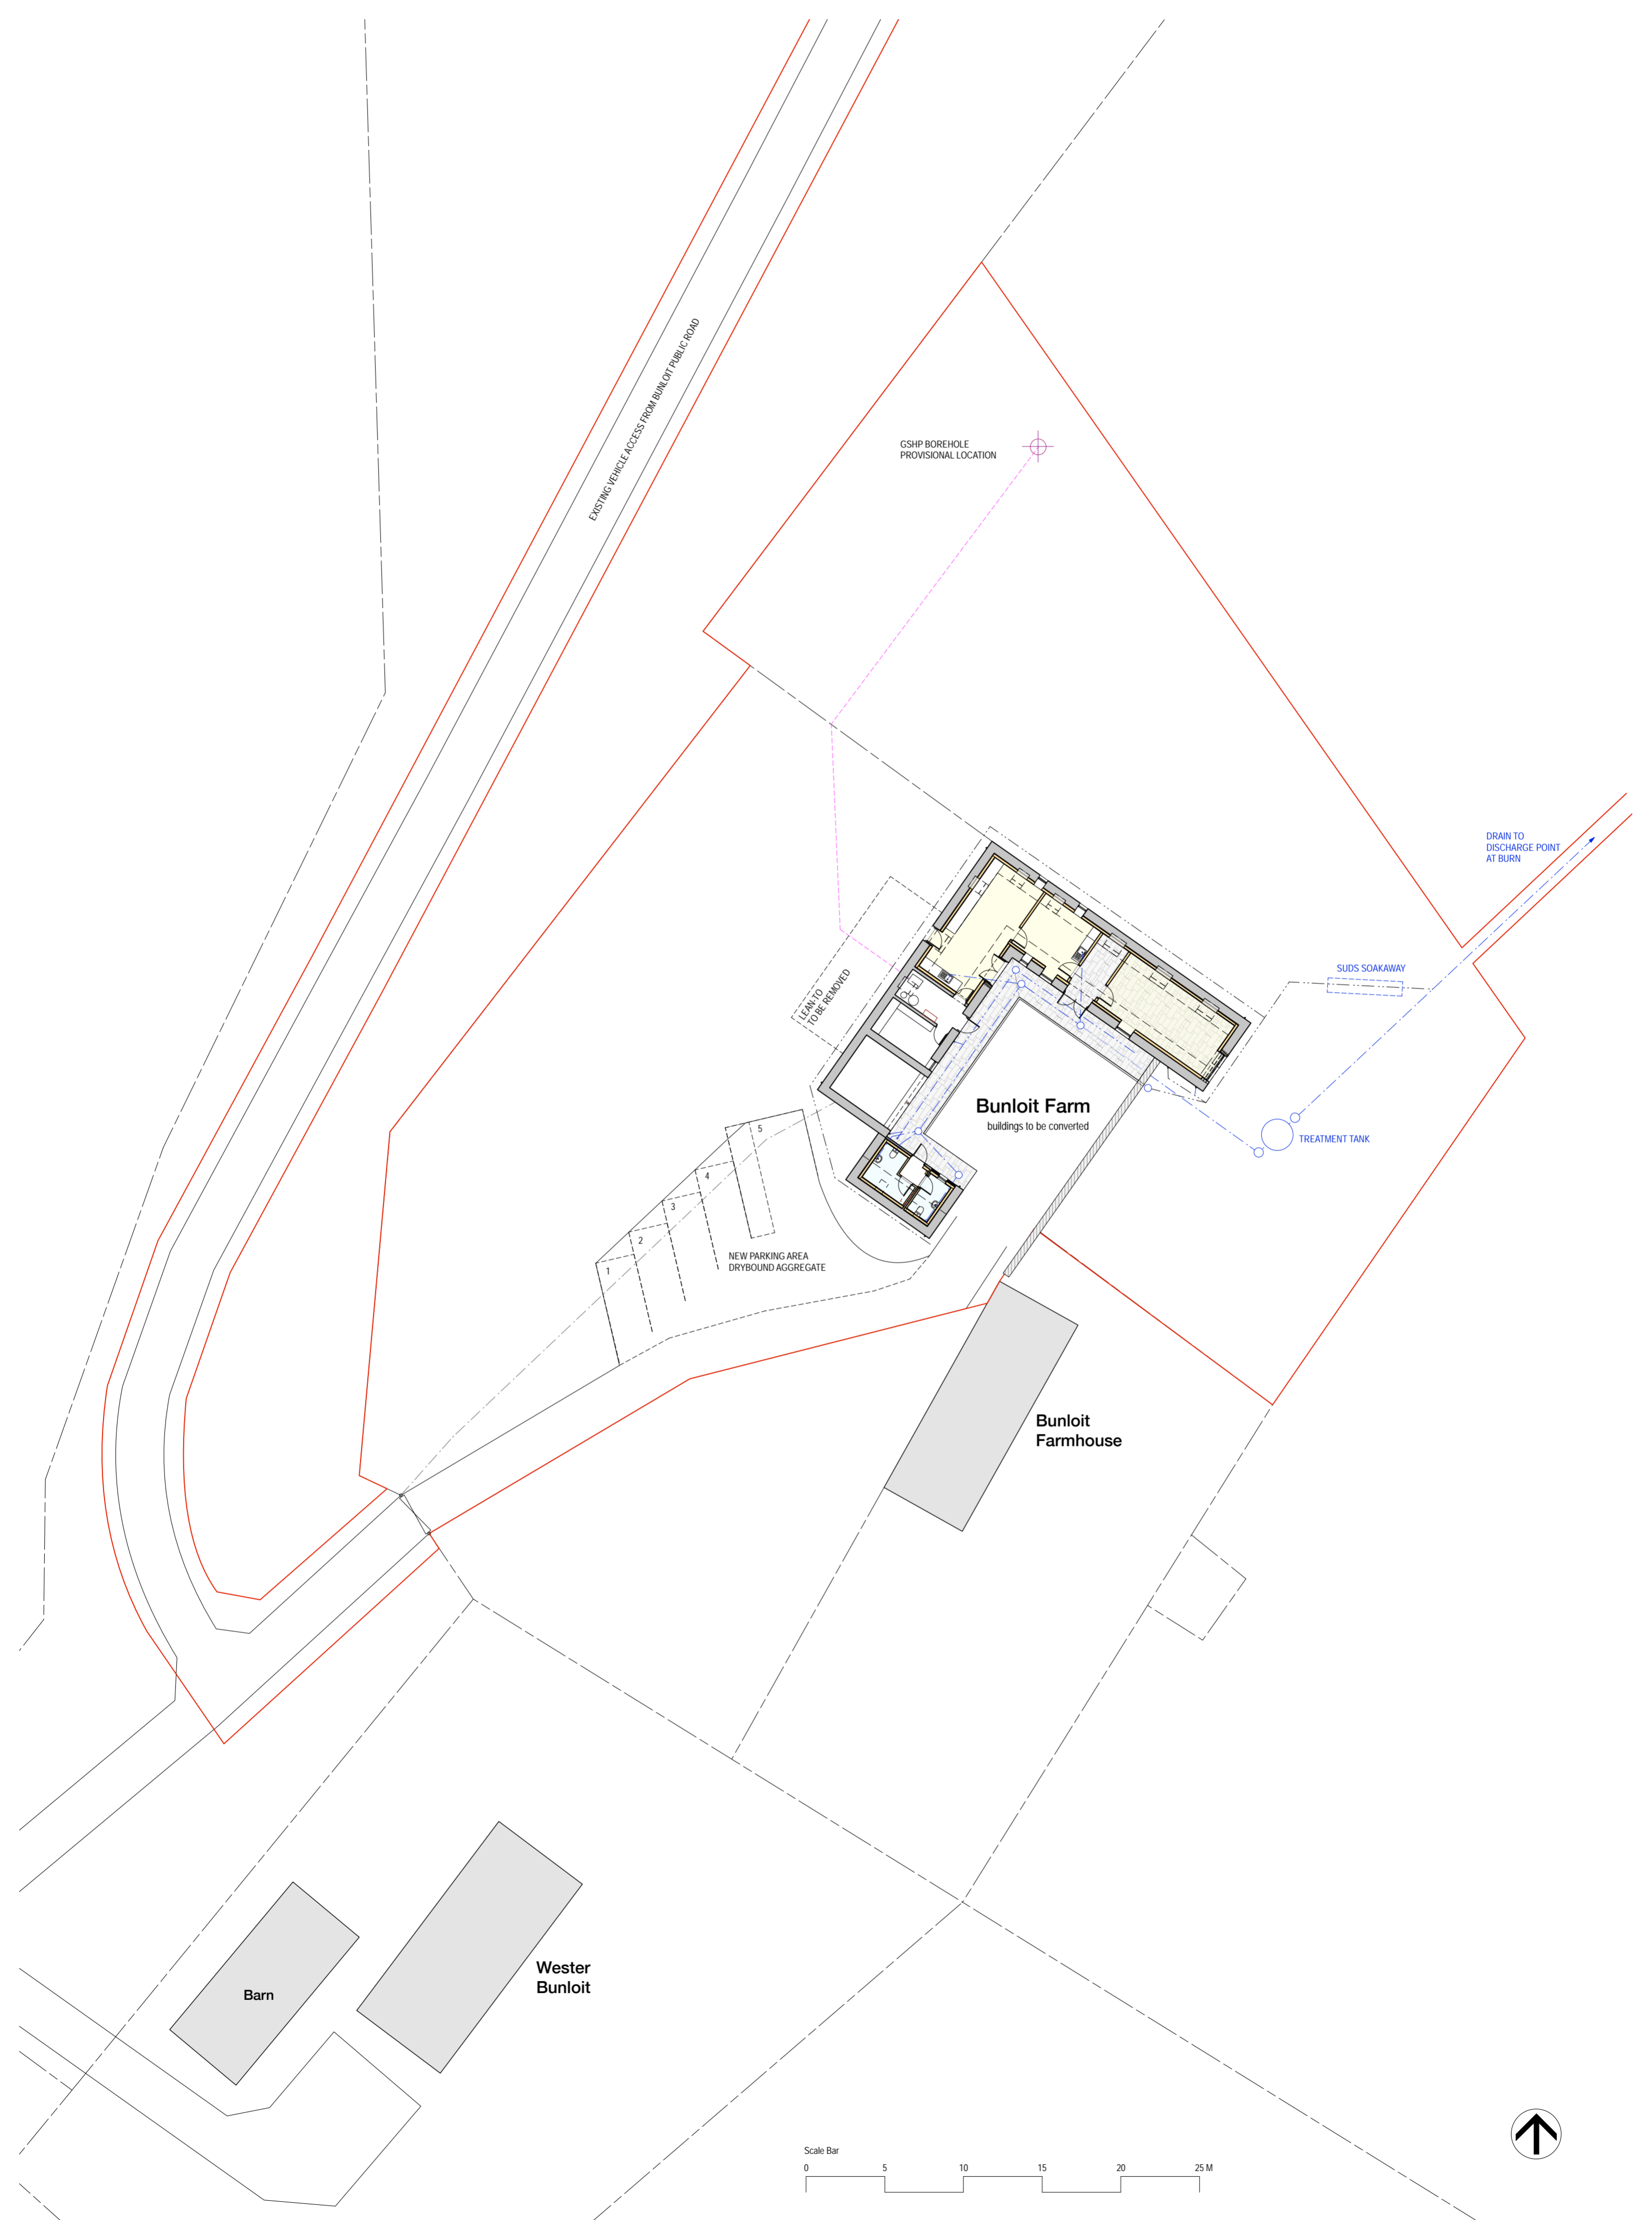 EXISTING VEHICLE ACCESS FROM BUNLOIT PUBLIC ROAD
GSHP BOREHOLE
PROVISIONAL LOCATION
DRAIN TO
DISCHARGE POINT
AT BURN
SUDS SOAKAWAY
LEAN-TO
TO BE REMOVED
Bunloit Farm
buildings to be converted
TREATMENT TANK
5
4
3
2
1
NEW PARKING AREA
DRYBOUND AGGREGATE
Bunloit
Farmhouse
Wester
Bunloit
Barn
Scale Bar
0 5 10 15 20 25 M